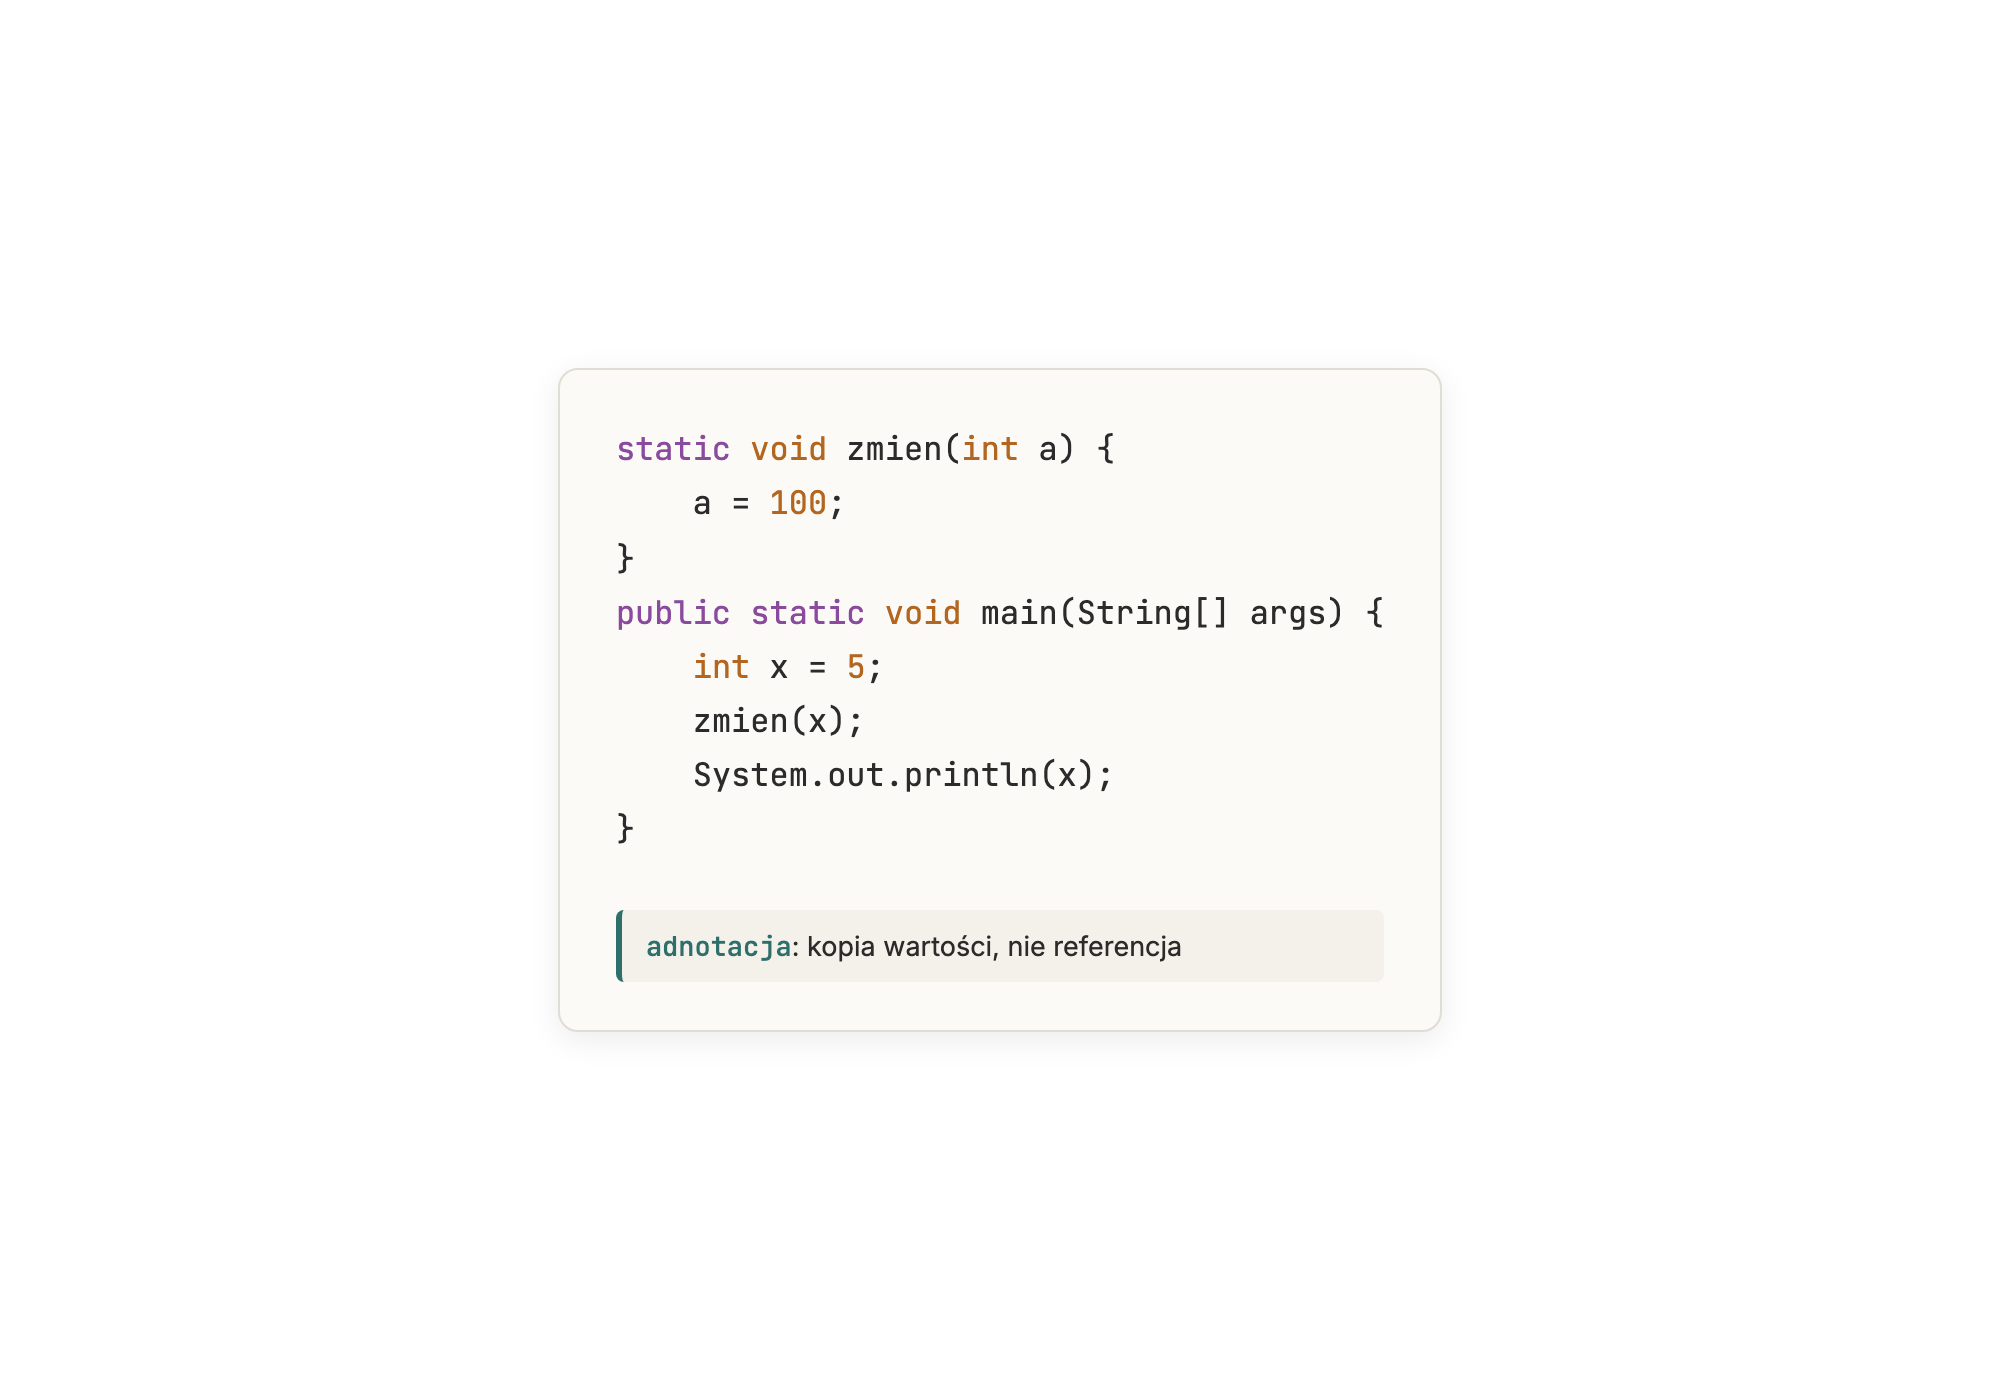 static void zmien(int a) {
    a = 100;
}
public static void main(String[] args) {
    int x = 5;
    zmien(x);
    System.out.println(x);
}
adnotacja: kopia wartości, nie referencja